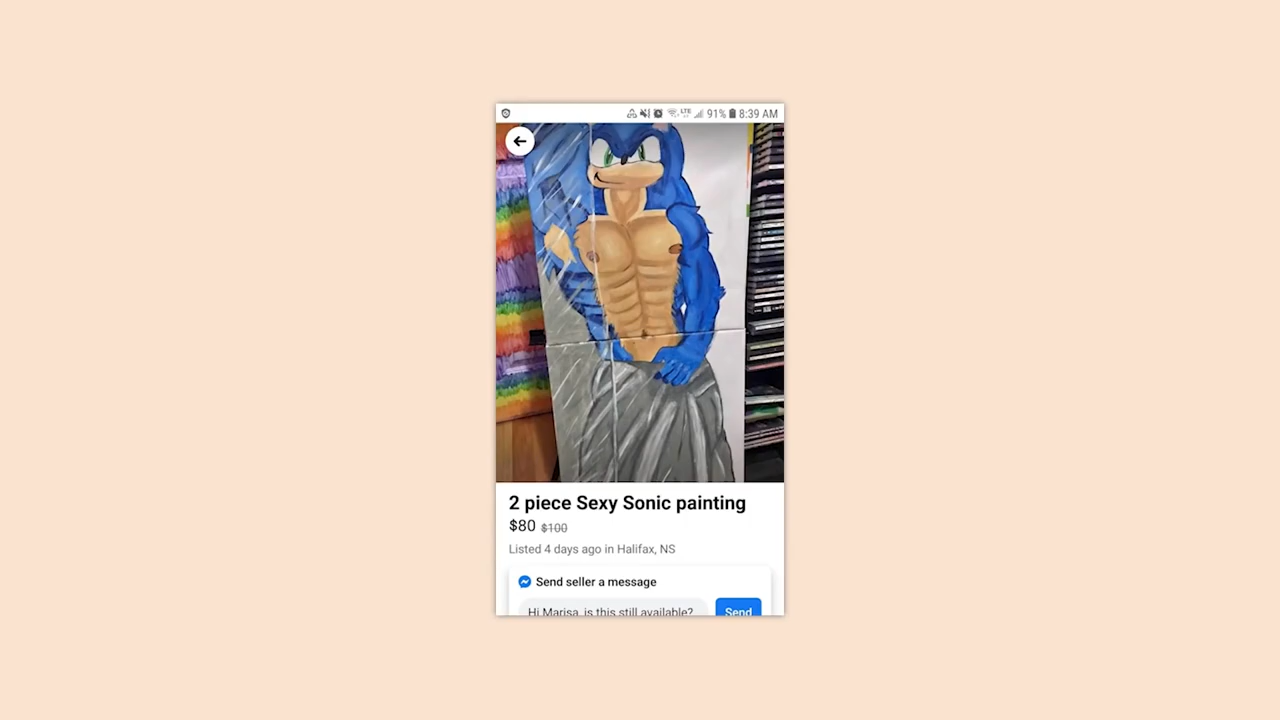 LTE 91% 8:39 AM
2 piece Sexy Sonic painting
$80 $100
Listed 4 days ago in Halifax, NS
Send seller a message
Hi Marisa, is this still available? Send